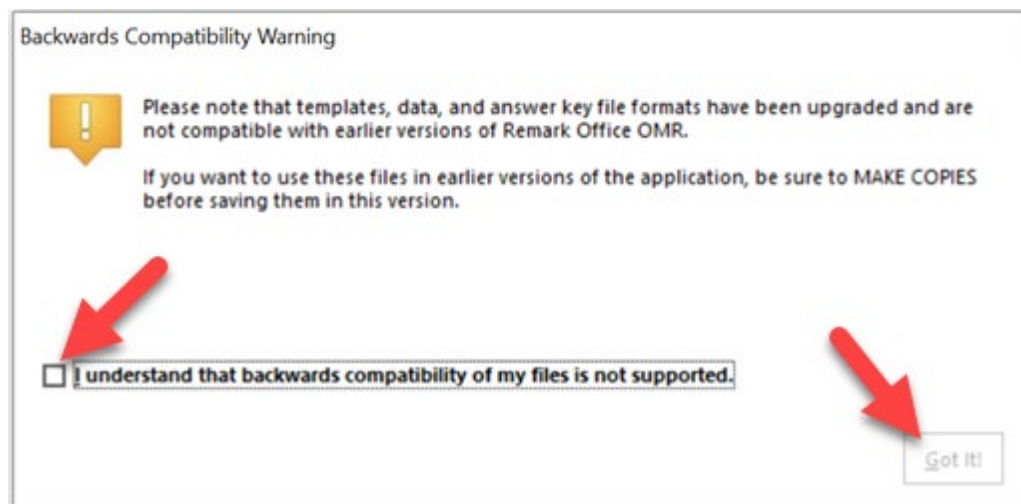 Backwards Compatibility Warning
Please note that templates, data, and answer key file formats have been upgraded and are
not compatible with earlier versions of Remark Office OMR.
If you want to use these files in earlier versions of the application, be sure to MAKE COPIES
before saving them in this version.
I understand that backwards compatibility of my files is not supported.
Got It!